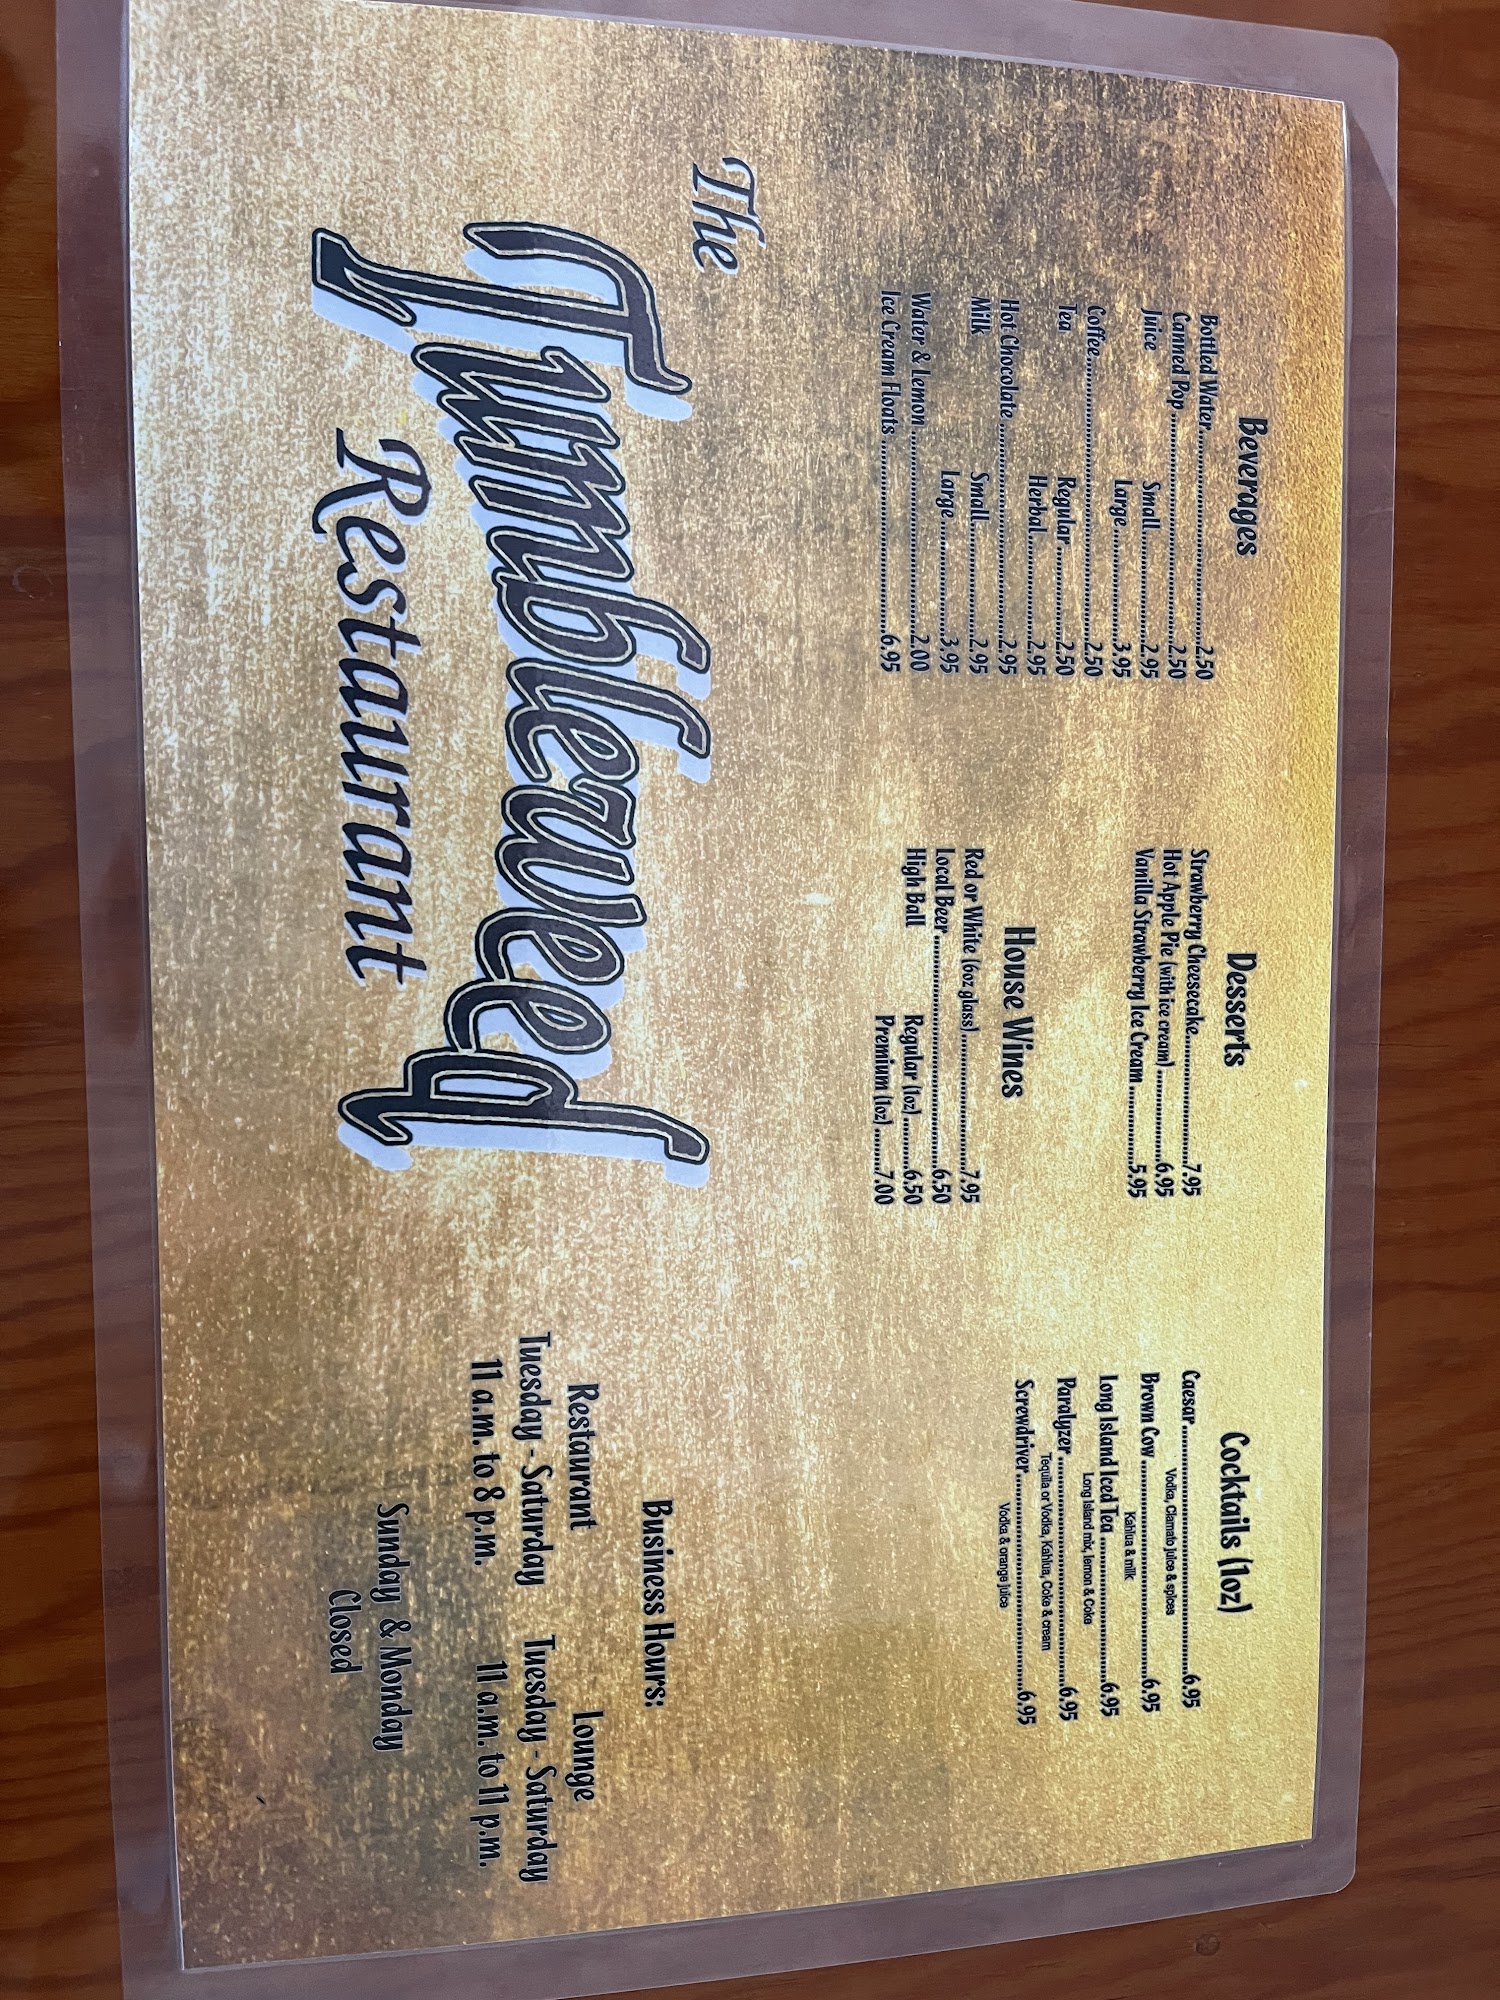 Beverages
Bottled Water..............................2.50
Canned Pop..............................2.50
Juice Small..............2.95
Large..............3.95
Coffee..............................2.50
Tea Regular..............2.50
Herbal..............2.95
Hot Chocolate..............................2.95
Milk Small..............2.95
Large..............3.95
Water & Lemon..............................2.00
Ice Cream Floats..............................6.95
Desserts
Strawberry Cheesecake....................7.95
Hot Apple Pie (with ice cream)..............6.95
Vanilla Strawberry Ice Cream..............5.95
House Wines
Red or White (6oz glass)....................7.95
Local Beer..............................6.50
High Ball Regular (1oz).........6.50
Premium (1oz)........7.00
Cocktails (1oz)
Caesar..............................6.95
Vodka, Clamato juice & spices
Brown Cow..............................6.95
Kahlua & milk
Long Island Iced Tea....................6.95
Long Island mix, lemon & Coke
Paralyzer..............................6.95
Tequila or Vodka, Kahlua, Coke & cream
Screwdriver..............................6.95
Vodka & orange juice
The
Tumbleweed
Restaurant
Business Hours:
Restaurant Lounge
Tuesday - Saturday Tuesday - Saturday
11 a.m. to 8 p.m. 11 a.m. to 11 p.m.
Sunday & Monday
Closed